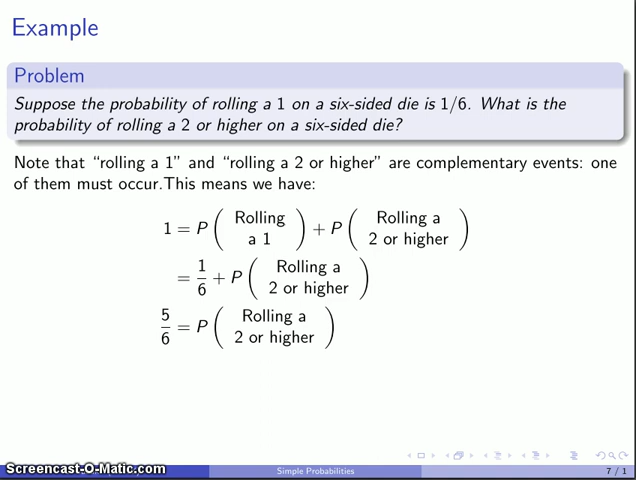 Example
Problem
Suppose the probability of rolling a 1 on a six-sided die is 1/6. What is the
probability of rolling a 2 or higher on a six-sided die?
Note that “rolling a 1” and “rolling a 2 or higher” are complementary events: one
of them must occur.This means we have:
1 = P ( Rolling a 1 ) + P ( Rolling a 2 or higher )
= 1/6 + P ( Rolling a 2 or higher )
5/6 = P ( Rolling a 2 or higher )
Screencast-O-Matic.com
Simple Probabilities
7 / 1